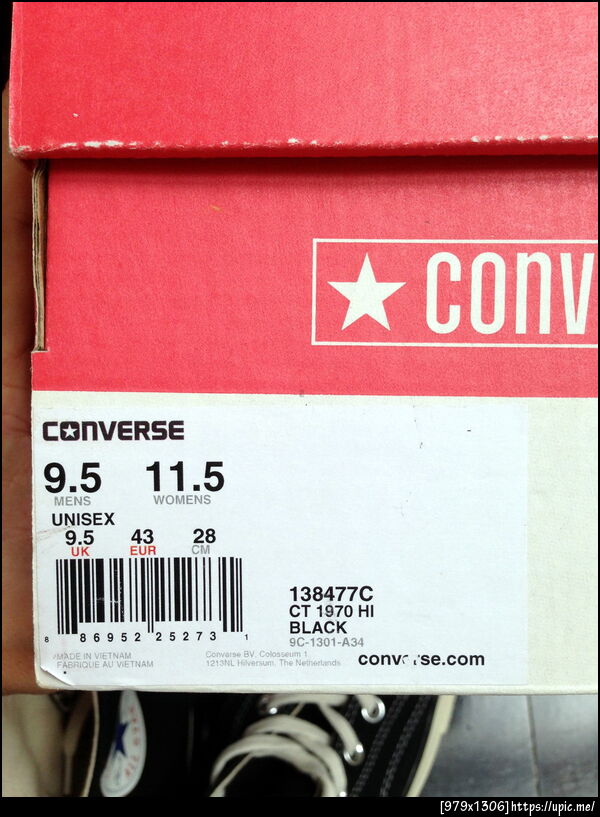 CONV
CONVERSE
9.5 11.5
MENS WOMENS
UNISEX
9.5 43 28
UK EUR CM
8 86952 25273 1
138477C
CT 1970 HI
BLACK
9C-1301-A34
MADE IN VIETNAM
FABRIQUE AU VIETNAM
Converse BV, Colosseum 1
1213NL Hilversum, The Netherlands
conv rse.com
[979x1306]https://upic.me/